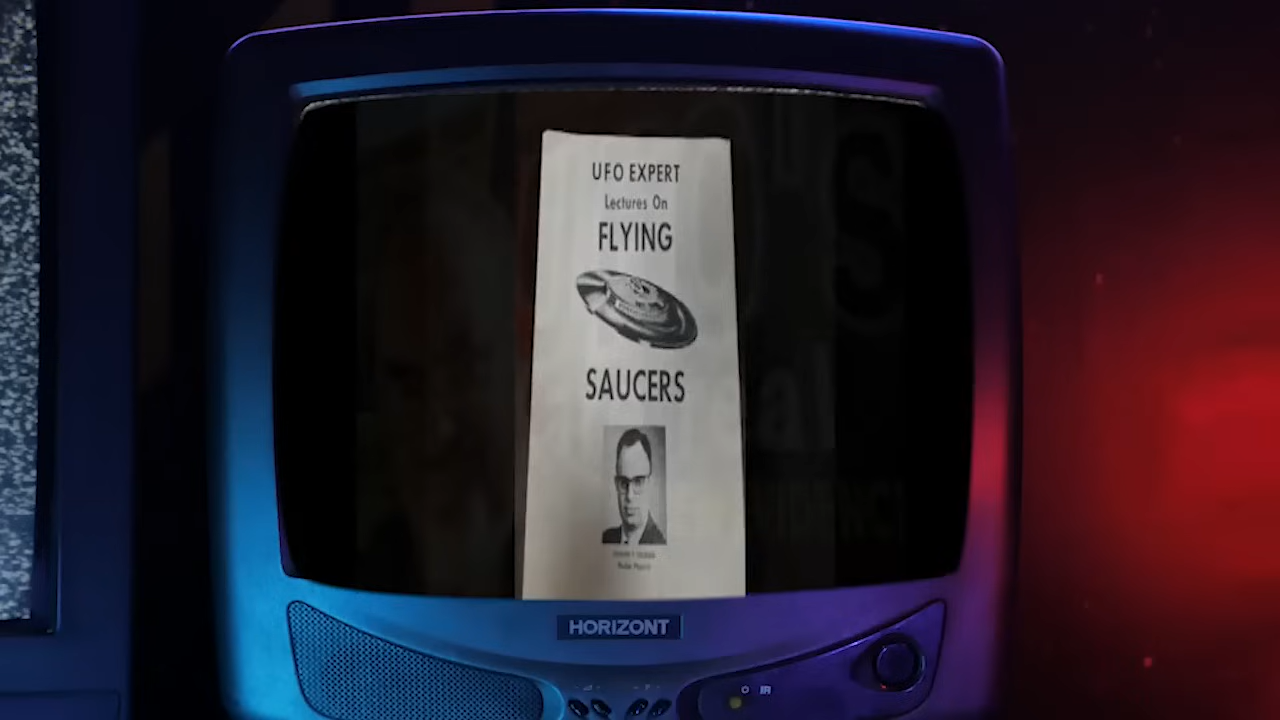 UFO EXPERT
Lectures On
FLYING
SAUCERS
HORIZONT